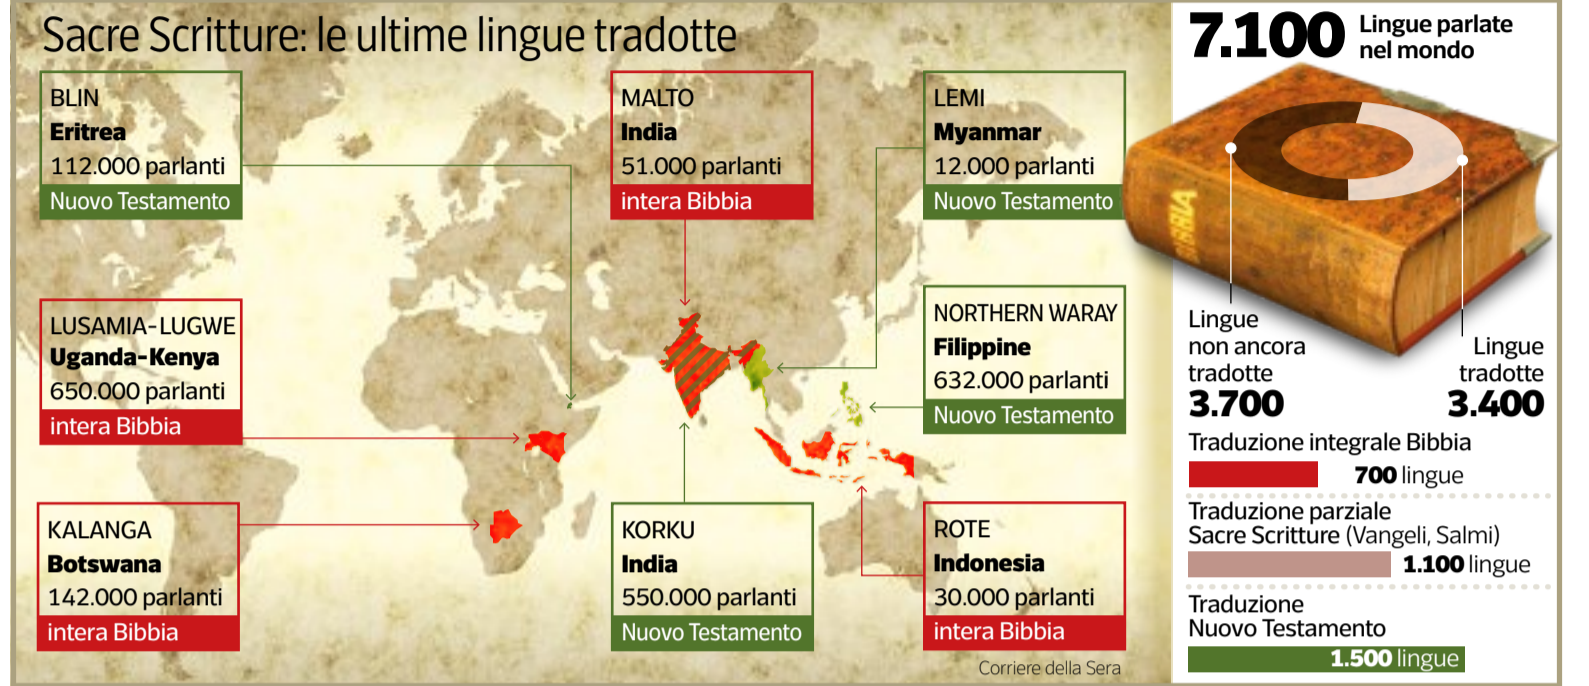 Sacre Scritture: le ultime lingue tradotte
BLIN
Eritrea
112.000 parlanti
Nuovo Testamento
MALTO
India
51.000 parlanti
intera Bibbia
LEMI
Myanmar
12.000 parlanti
Nuovo Testamento
LUSAMIA-LUGWE
Uganda-Kenya
650.000 parlanti
intera Bibbia
NORTHERN WARAY
Filippine
632.000 parlanti
Nuovo Testamento
KALANGA
Botswana
142.000 parlanti
intera Bibbia
KORKU
India
550.000 parlanti
Nuovo Testamento
ROTE
Indonesia
30.000 parlanti
intera Bibbia
Corriere della Sera
7.100 Lingue parlate
nel mondo
BIBBIA
Lingue
non ancora
tradotte
3.700
Lingue
tradotte
3.400
Traduzione integrale Bibbia
700 lingue
Traduzione parziale
Sacre Scritture (Vangeli, Salmi)
1.100 lingue
Traduzione
Nuovo Testamento
1.500 lingue